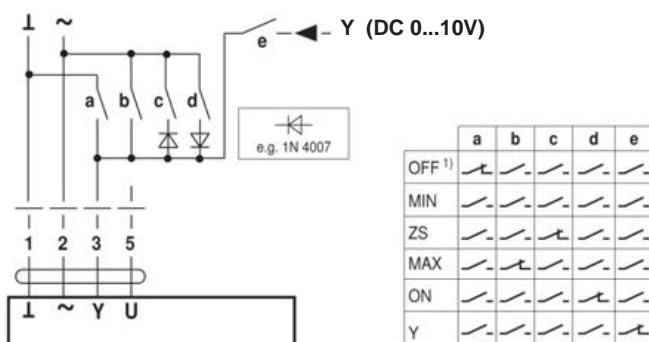 ⊥ ~
e Y (DC 0...10V)
a b c d
e.g. 1N 4007
1 2 3 5
⊥ ~ Y U
a b c d e
OFF 1)
MIN
ZS
MAX
ON
Y